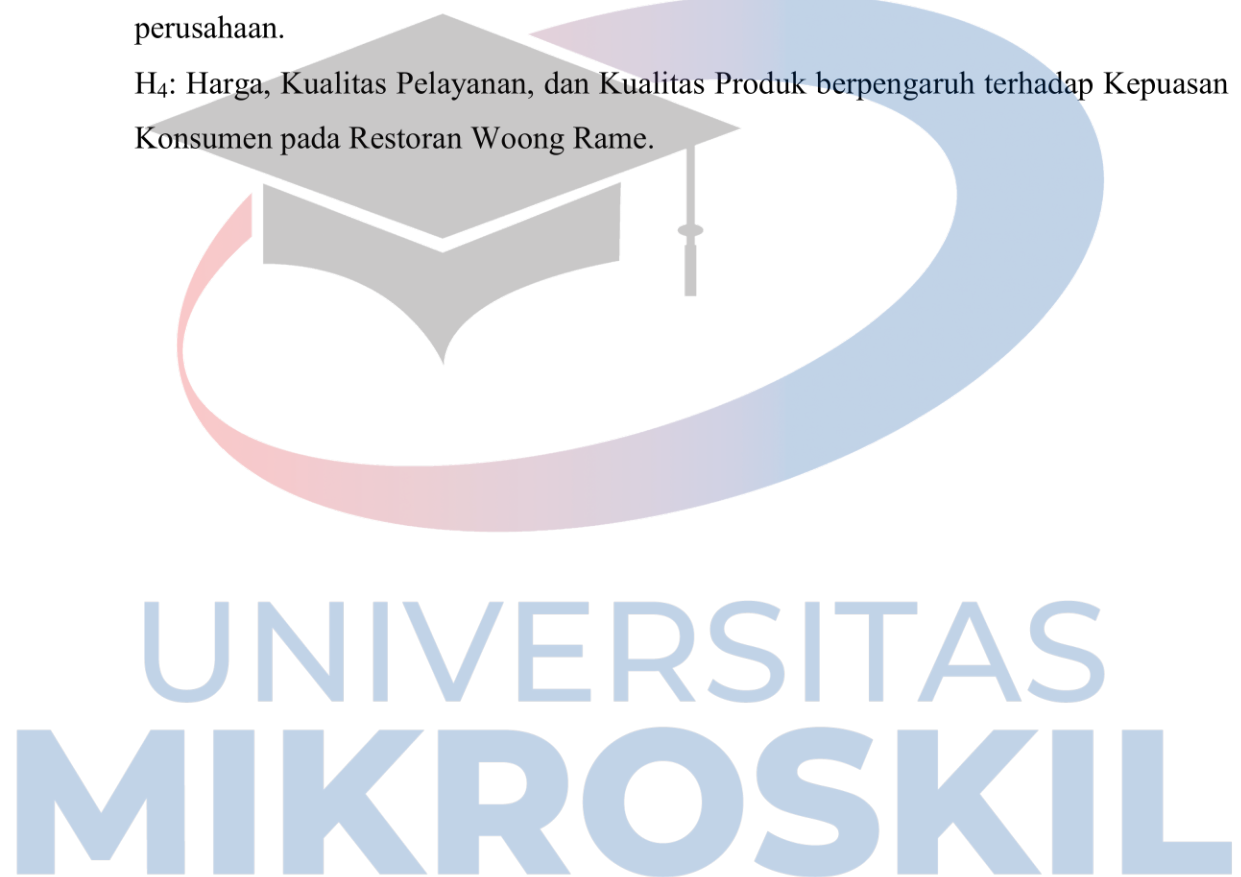 perusahaan.
H₄: Harga, Kualitas Pelayanan, dan Kualitas Produk berpengaruh terhadap Kepuasan
Konsumen pada Restoran Woong Rame.
UNIVERSITAS
MIKROSKIL